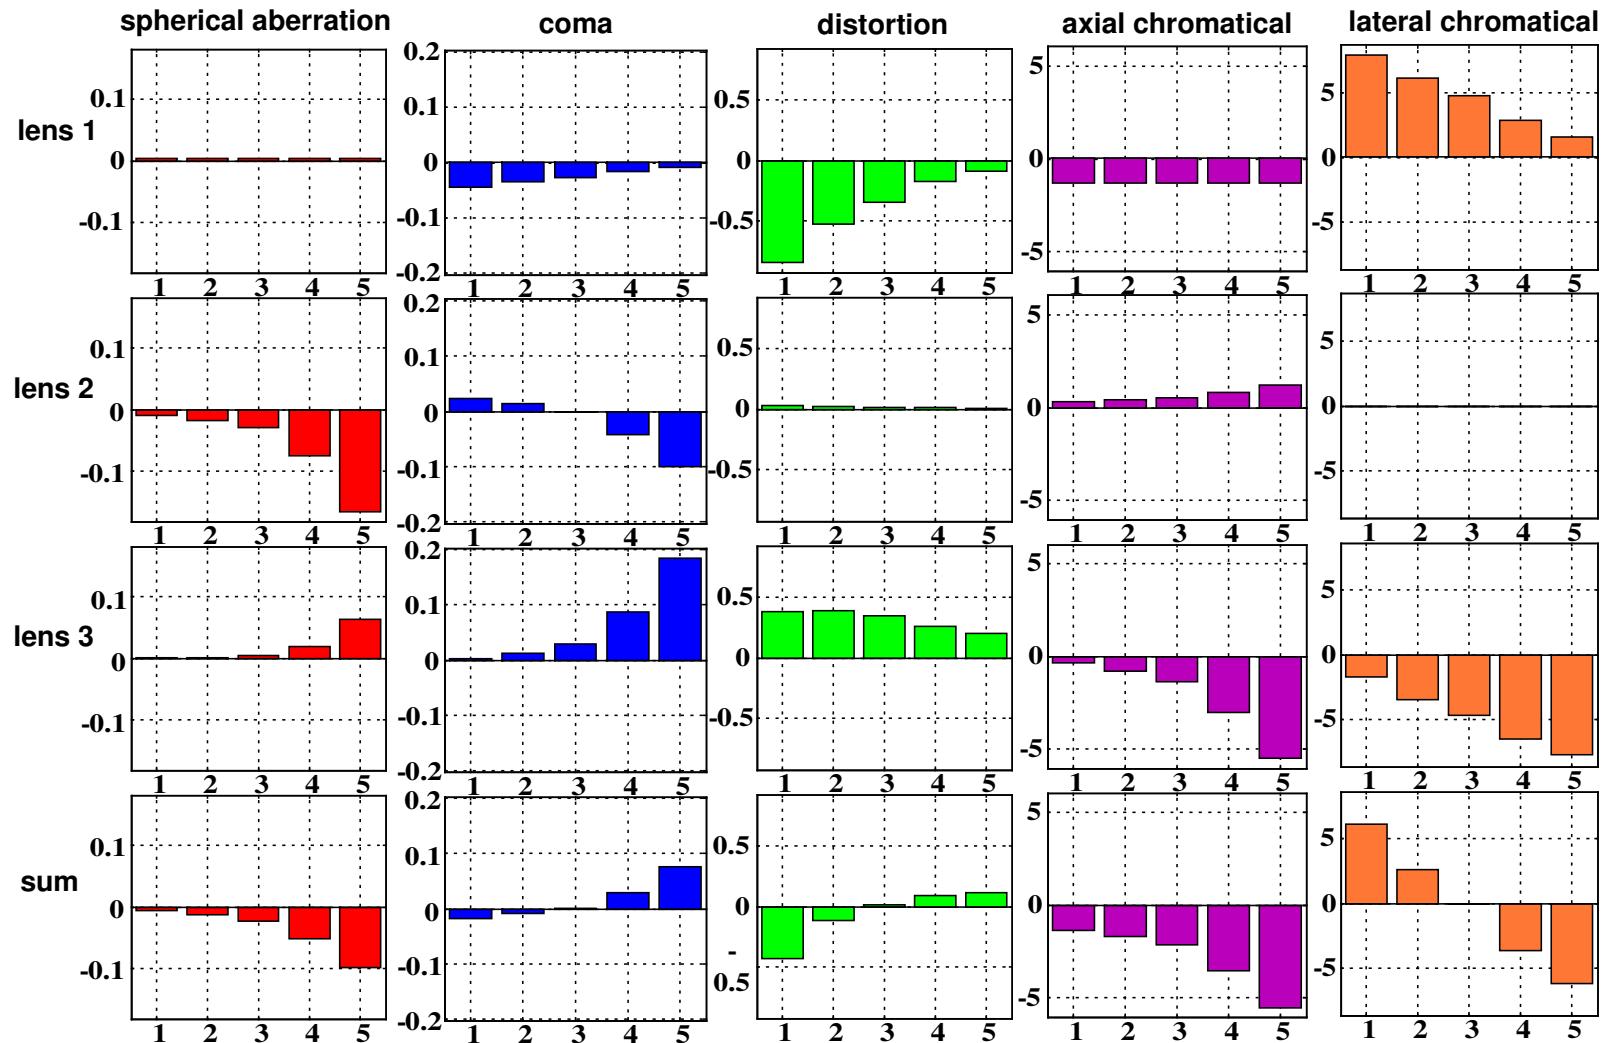 spherical aberration coma distortion axial chromatical lateral chromatical
0.2
0.1 0.1 0.5 5 5
lens 1
0 0 0 0 0
-0.1 -0.1 -0.5 -5 -5
-0.2
1 2 3 4 5 1 2 3 4 5 1 2 3 4 5 1 2 3 4 5 1 2 3 4 5
0.2
0.1 0.1 0.5 5 5
lens 2
0 0 0 0 0
-0.1 -0.1 -0.5 -5 -5
-0.2
1 2 3 4 5 1 2 3 4 5 1 2 3 4 5 1 2 3 4 5 1 2 3 4 5
0.2
0.1 0.1 0.5 5 5
lens 3
0 0 0 0 0
-0.1 -0.1 -0.5 -5 -5
-0.2
1 2 3 4 5 1 2 3 4 5 1 2 3 4 5 1 2 3 4 5 1 2 3 4 5
0.2
0.1 0.1 0.5 5 5
sum
0 0 0 0 0
-0.1 -0.1 - -5 -5
0.5
-0.2
1 2 3 4 5 1 2 3 4 5 1 2 3 4 5 1 2 3 4 5 1 2 3 4 5